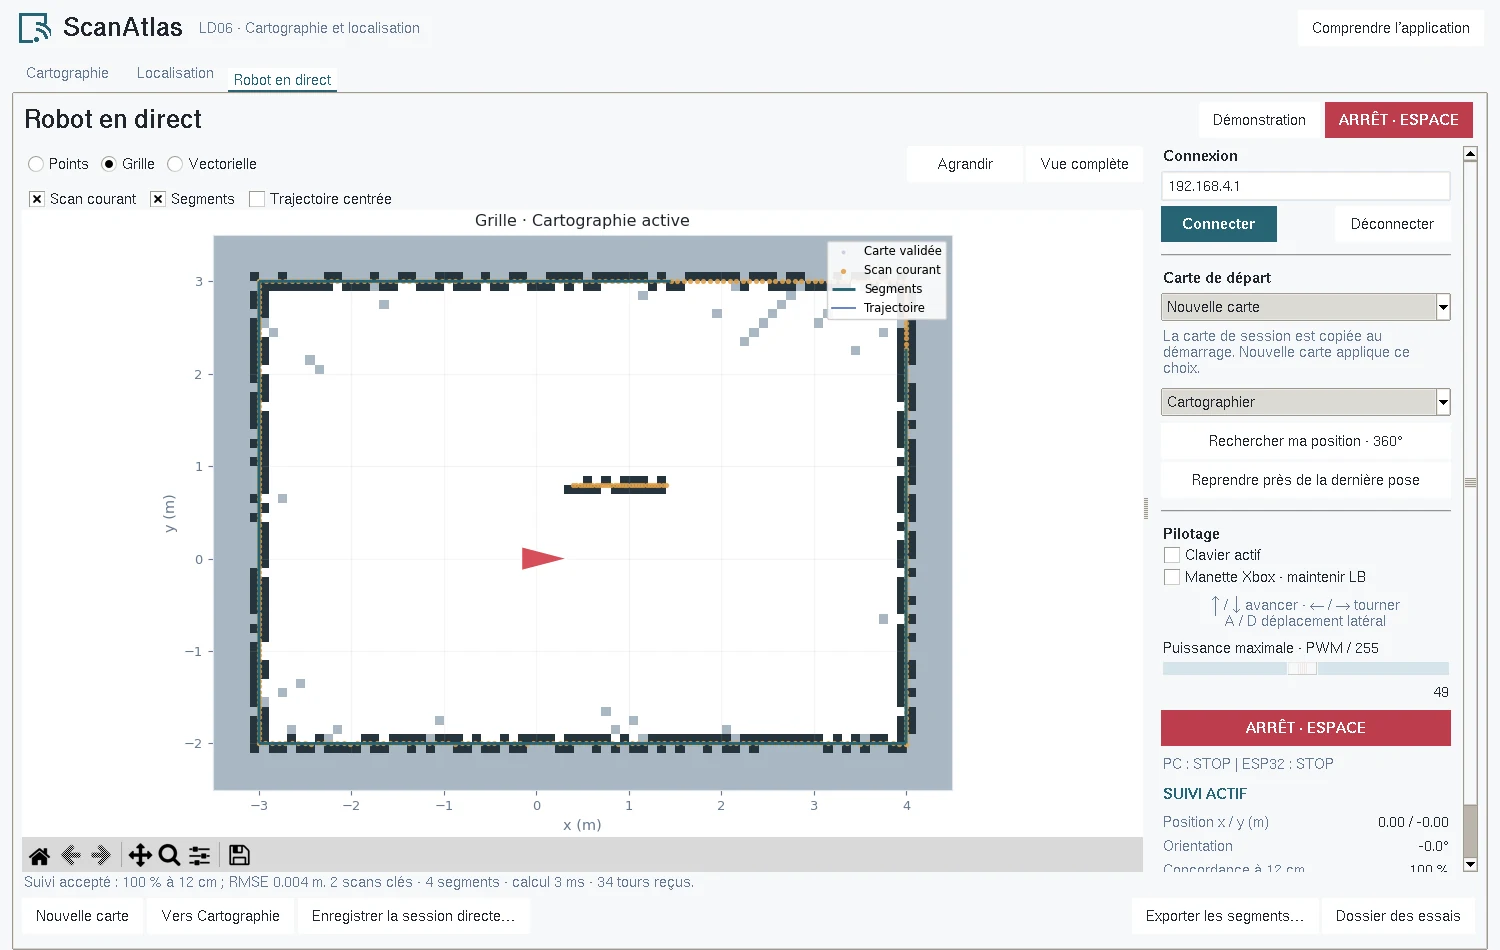 ScanAtlas
LD06 · Cartographie et localisation
Comprendre l'application
Cartographie
Localisation
Robot en direct
Robot en direct
Démonstration
ARRÊT · ESPACE
Points
Grille
Vectorielle
Agrandir
Vue complète
Scan courant
Segments
Trajectoire centrée
Grille · Cartographie active
Carte validée
Scan courant
Segments
Trajectoire
3
2
1
0
−1
−2
y (m)
−3
−2
−1
0
1
2
3
4
x (m)
Suivi accepté : 100 % à 12 cm ; RMSE 0.004 m. 2 scans clés · 4 segments · calcul 3 ms · 34 tours reçus.
Nouvelle carte
Vers Cartographie
Enregistrer la session directe...
Exporter les segments...
Dossier des essais
Connexion
192.168.4.1
Connecter
Déconnecter
Carte de départ
Nouvelle carte
La carte de session est copiée au
démarrage. Nouvelle carte applique ce
choix.
Cartographier
Rechercher ma position · 360°
Reprendre près de la dernière pose
Pilotage
Clavier actif
Manette Xbox · maintenir LB
↑ / ↓ avancer · ← / → tourner
A / D déplacement latéral
Puissance maximale · PWM / 255
49
ARRÊT · ESPACE
PC : STOP | ESP32 : STOP
SUIVI ACTIF
Position x / y (m) 0.00 / -0.00
Orientation -0.0°
Concordance à 12 cm 100 %